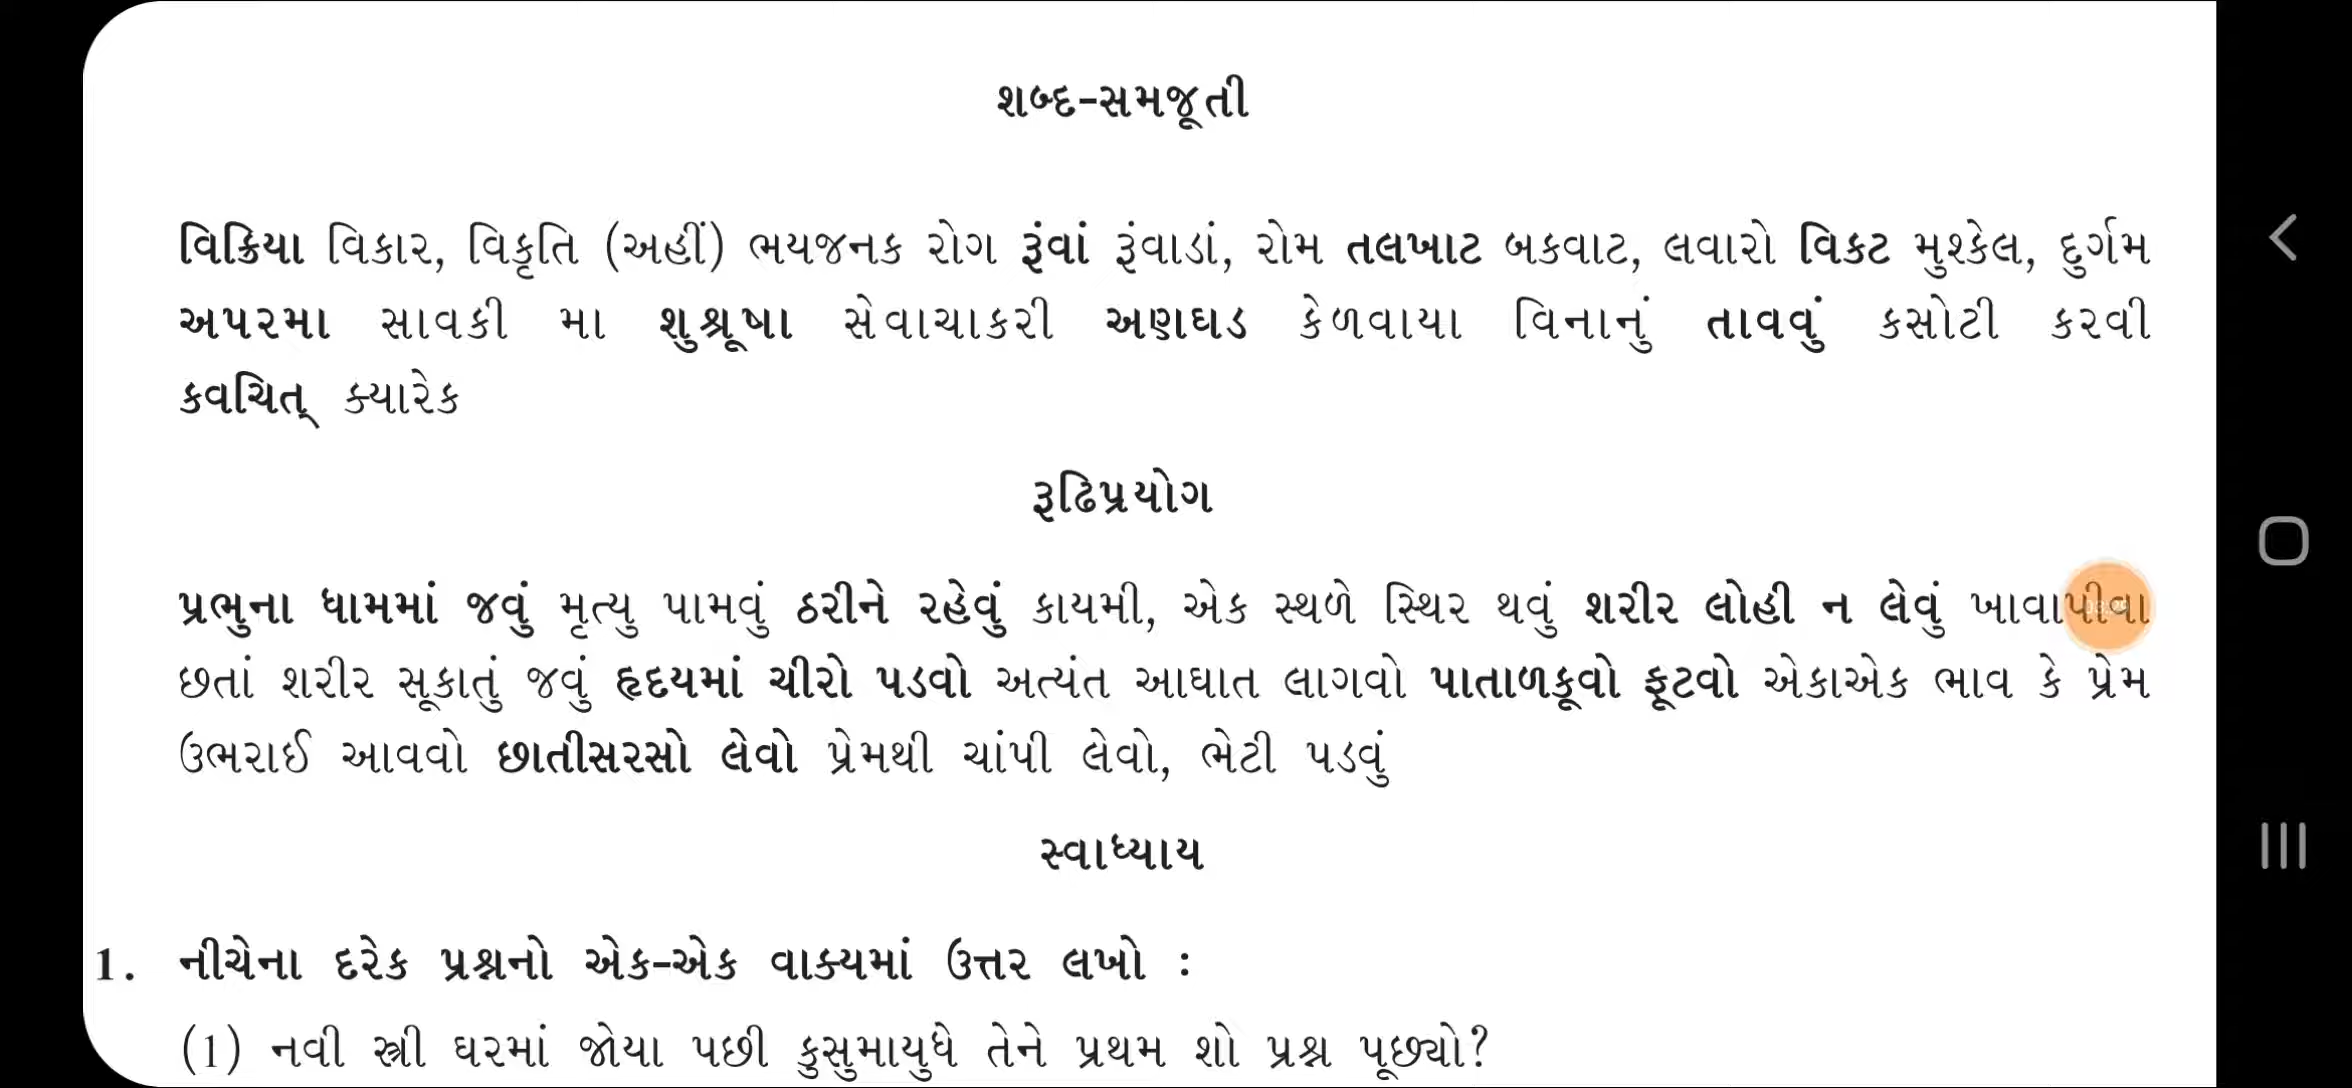 શબ્દ-સમજૂતી
વિક્રિયા વિકાર, વિકૃતિ (અહીં) ભયજનક રોગ રૂંવાં રૂંવાડાં, રોમ તલખાટ બકવાટ, લવારો વિકટ મુશ્કેલ, દુર્ગમ
અપરમા સાવકી મા શુશ્રૂષા સેવાચાકરી અણઘડ કેળવાયા વિનાનું તાવવું કસોટી કરવી
કવચિત્ ક્યારેક
રૂઢિપ્રયોગ
પ્રભુના ધામમાં જવું મૃત્યુ પામવું ઠરીને રહેવું કાયમી, એક સ્થળે સ્થિર થવું શરીર લોહી ન લેવું ખાવાપીવા
છતાં શરીર સૂકાતું જવું હૃદયમાં ચીરો પડવો અત્યંત આઘાત લાગવો પાતાળકૂવો ફૂટવો એકાએક ભાવ કે પ્રેમ
ઉભરાઈ આવવો છાતીસરસો લેવો પ્રેમથી ચાંપી લેવો, ભેટી પડવું
સ્વાધ્યાય
1. નીચેના દરેક પ્રશ્નનો એક-એક વાક્યમાં ઉત્તર લખો :
(1) નવી સ્ત્રી ઘરમાં જોયા પછી કુસુમાયુધે તેને પ્રથમ શો પ્રશ્ન પૂછ્યો?